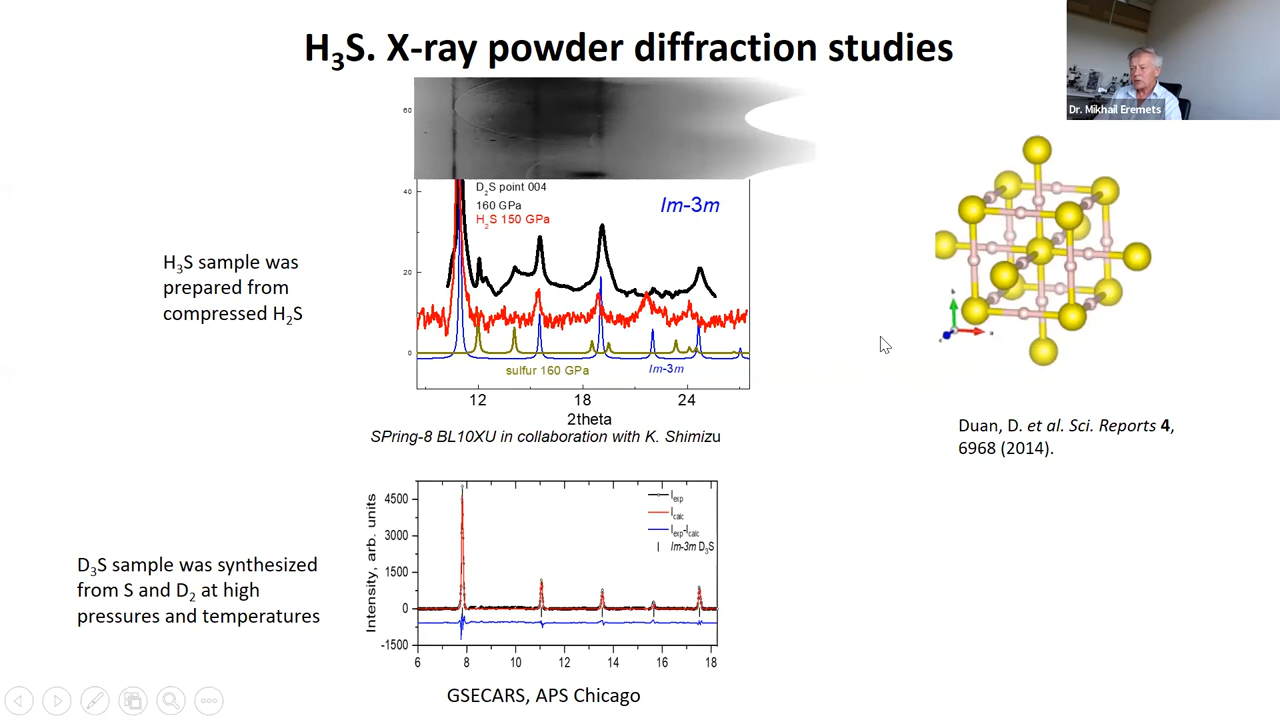 H₃S. X-ray powder diffraction studies
Dr. Mikhail Eremets
60
40
20
0
D₂S point 004
160 GPa
H₂S 150 GPa
Im-3m
sulfur 160 GPa
Im-3m
12 18 24
2theta
SPring-8 BL10XU in collaboration with K. Shimizu
H₃S sample was
prepared from
compressed H₂S
Duan, D. et al. Sci. Reports 4,
6968 (2014).
D₃S sample was synthesized
from S and D₂ at high
pressures and temperatures
Intensity, arb. units
4500
3000
1500
0
-1500
I exp
I calc
I exp-I calc
Im-3m D₃S
6 8 10 12 14 16 18
GSECARS, APS Chicago